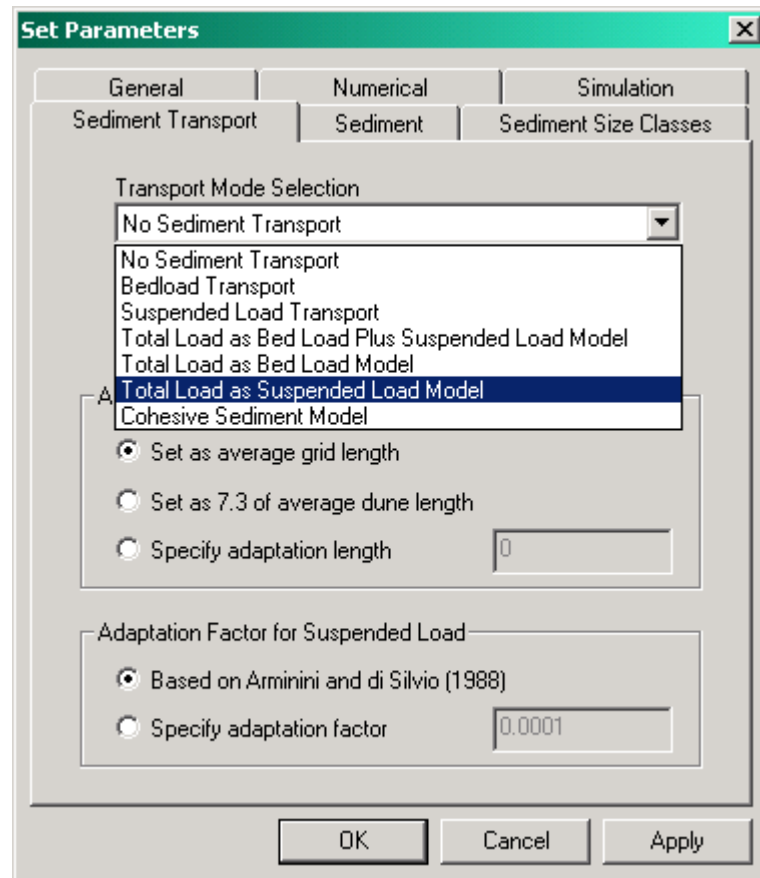 Set Parameters
General Numerical Simulation
Sediment Transport Sediment Sediment Size Classes
Transport Mode Selection
No Sediment Transport
No Sediment Transport
Bedload Transport
Suspended Load Transport
Total Load as Bed Load Plus Suspended Load Model
Total Load as Bed Load Model
Total Load as Suspended Load Model
Cohesive Sediment Model
Set as average grid length
Set as 7.3 of average dune length
Specify adaptation length 0
Adaptation Factor for Suspended Load
Based on Arminini and di Silvio (1988)
Specify adaptation factor 0.0001
OK Cancel Apply